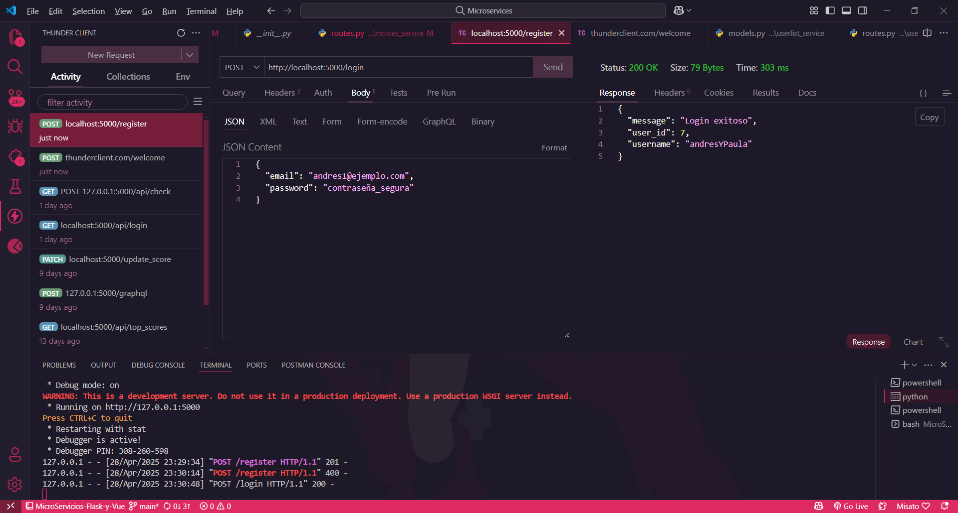 File Edit Selection View Go Run Terminal Help
Microservices
THUNDER CLIENT
M
__init__.py
routes.py ...\movies_service M
TC localhost:5000/register
TC thunderclient.com/welcome
models.py ...\userlist_service
routes.py ...\use
New Request
Activity Collections Env
filter activity
POST localhost:5000/register
just now
POST thunderclient.com/welcome
just now
GET POST 127.0.0.1:5000/api/check
1 day ago
GET localhost:5000/api/login
1 day ago
PATCH localhost:5000/update_score
9 days ago
POST 127.0.0.1:5000/graphql
9 days ago
GET localhost:5000/api/top_scores
13 days ago
POST http://localhost:5000/login Send
Query Headers 2 Auth Body 1 Tests Pre Run
JSON XML Text Form Form-encode GraphQL Binary
JSON Content Format
1 {
2 "email": "andres1@ejemplo.com",
3 "password": "contraseña_segura"
4 }
Status: 200 OK Size: 79 Bytes Time: 303 ms
Response Headers 6 Cookies Results Docs { }
1 {
2 "message": "Login exitoso",
3 "user_id": 7,
4 "username": "andresYPaula"
5 }
Copy
Response Chart
PROBLEMS OUTPUT DEBUG CONSOLE TERMINAL PORTS POSTMAN CONSOLE
* Debug mode: on
WARNING: This is a development server. Do not use it in a production deployment. Use a production WSGI server instead.
* Running on http://127.0.0.1:5000
Press CTRL+C to quit
* Restarting with stat
* Debugger is active!
* Debugger PIN: 308-260-598
127.0.0.1 - - [28/Apr/2025 23:29:34] "POST /register HTTP/1.1" 201 -
127.0.0.1 - - [28/Apr/2025 23:30:14] "POST /register HTTP/1.1" 400 -
127.0.0.1 - - [28/Apr/2025 23:30:48] "POST /login HTTP/1.1" 200 -
powershell
python
powershell
bash MicroS...
MicroServicios-Flask-y-Vue main* 0↓ 3↑ 0 0
Go Live Misato